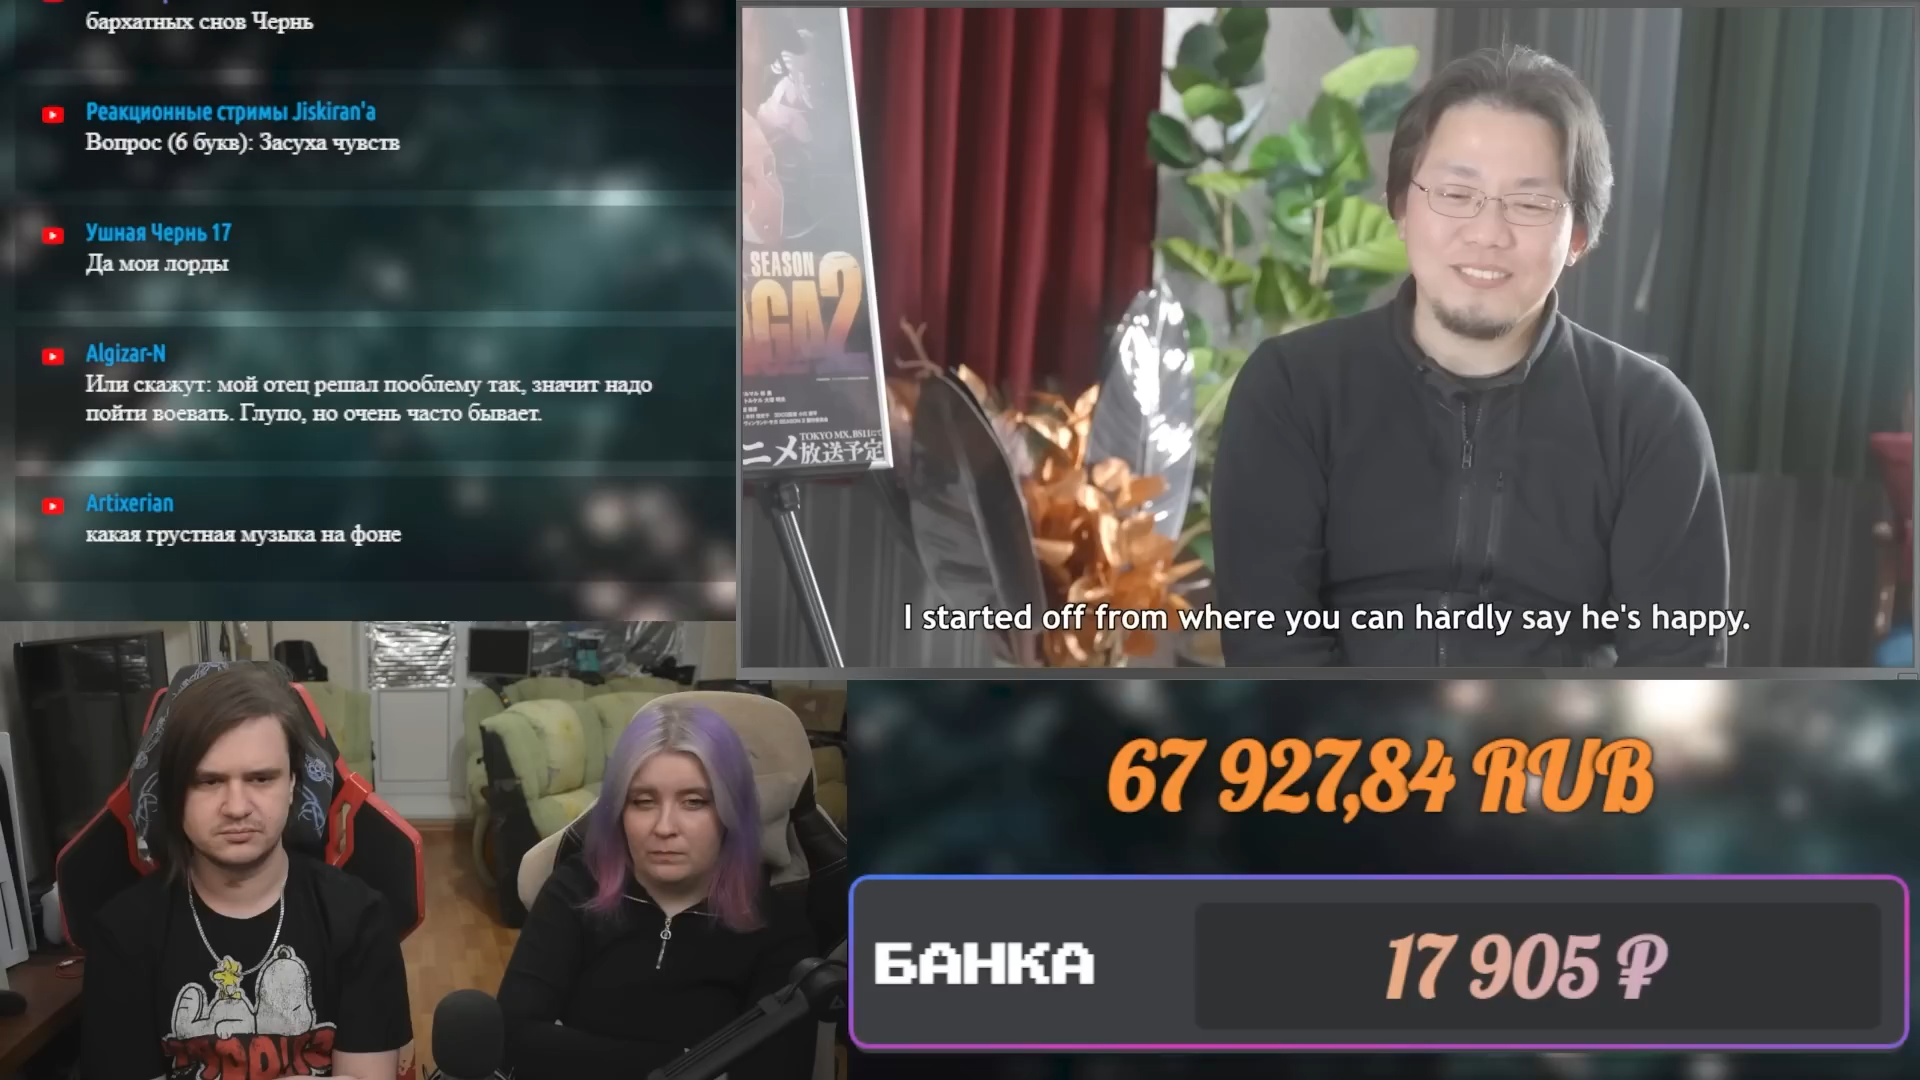 бархатных снов Чернь
Реакционные стримы Jiskiran'a
Вопрос (6 букв): Засуха чувств
Ушная Чернь 17
Да мои лорды
Algizar-N
Или скажут: мой отец решал пооблему так, значит надо
пойти воевать. Глупо, но очень часто бывает.
Artixerian
какая грустная музыка на фоне
SEASON
GA2
TOKYO MX, BS11にて
ニメ放送予定
I started off from where you can hardly say he's happy.
67 927,84 RUB
БАНКА
17 905 ₽